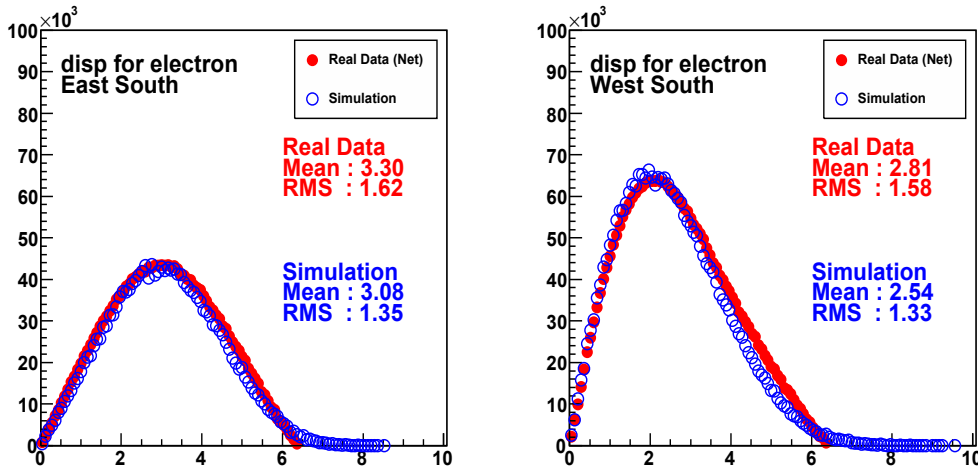 ×10³
100
90
80
70
60
50
40
30
20
10
0
0 2 4 6 8 10
disp for electron
East South
Real Data (Net)
Simulation
Real Data
Mean : 3.30
RMS : 1.62
Simulation
Mean : 3.08
RMS : 1.35
×10³
100
90
80
70
60
50
40
30
20
10
0
0 2 4 6 8 10
disp for electron
West South
Real Data (Net)
Simulation
Real Data
Mean : 2.81
RMS : 1.58
Simulation
Mean : 2.54
RMS : 1.33